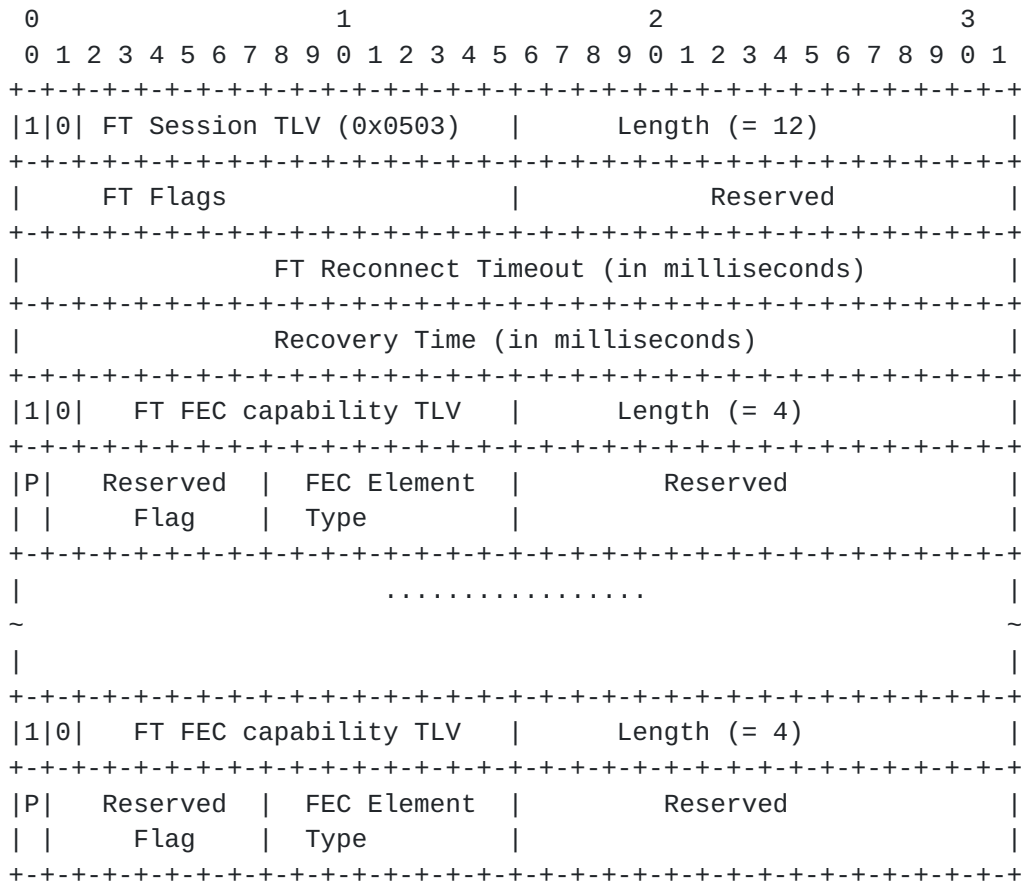 0                   1                   2                   3
 0 1 2 3 4 5 6 7 8 9 0 1 2 3 4 5 6 7 8 9 0 1 2 3 4 5 6 7 8 9 0 1
+-+-+-+-+-+-+-+-+-+-+-+-+-+-+-+-+-+-+-+-+-+-+-+-+-+-+-+-+-+-+-+-+
|1|0| FT Session TLV (0x0503)   |      Length (= 12)            |
+-+-+-+-+-+-+-+-+-+-+-+-+-+-+-+-+-+-+-+-+-+-+-+-+-+-+-+-+-+-+-+-+
|     FT Flags                  |            Reserved           |
+-+-+-+-+-+-+-+-+-+-+-+-+-+-+-+-+-+-+-+-+-+-+-+-+-+-+-+-+-+-+-+-+
|                FT Reconnect Timeout (in milliseconds)         |
+-+-+-+-+-+-+-+-+-+-+-+-+-+-+-+-+-+-+-+-+-+-+-+-+-+-+-+-+-+-+-+-+
|                Recovery Time (in milliseconds)                |
+-+-+-+-+-+-+-+-+-+-+-+-+-+-+-+-+-+-+-+-+-+-+-+-+-+-+-+-+-+-+-+-+
|1|0|   FT FEC capability TLV   |      Length (= 4)             |
+-+-+-+-+-+-+-+-+-+-+-+-+-+-+-+-+-+-+-+-+-+-+-+-+-+-+-+-+-+-+-+-+
|P|   Reserved  |  FEC Element  |         Reserved              |
| |     Flag    |  Type         |                               |
+-+-+-+-+-+-+-+-+-+-+-+-+-+-+-+-+-+-+-+-+-+-+-+-+-+-+-+-+-+-+-+-+
|                       .................                       |
~                                                               ~
|                                                               |
+-+-+-+-+-+-+-+-+-+-+-+-+-+-+-+-+-+-+-+-+-+-+-+-+-+-+-+-+-+-+-+-+
|1|0|   FT FEC capability TLV   |      Length (= 4)             |
+-+-+-+-+-+-+-+-+-+-+-+-+-+-+-+-+-+-+-+-+-+-+-+-+-+-+-+-+-+-+-+-+
|P|   Reserved  |  FEC Element  |         Reserved              |
| |     Flag    |  Type         |                               |
+-+-+-+-+-+-+-+-+-+-+-+-+-+-+-+-+-+-+-+-+-+-+-+-+-+-+-+-+-+-+-+-+